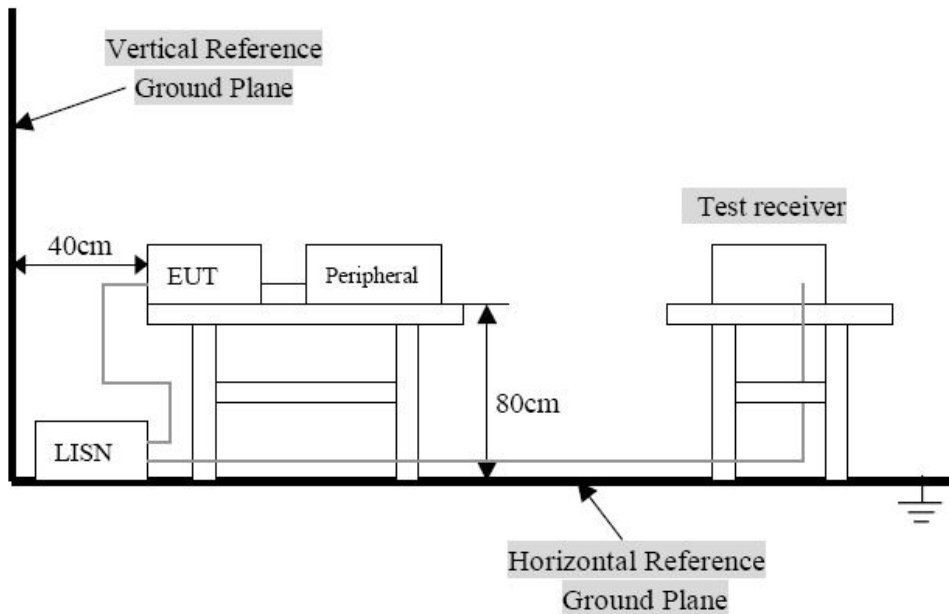 Vertical Reference
Ground Plane
Test receiver
40cm
EUT
Peripheral
80cm
LISN
Horizontal Reference
Ground Plane